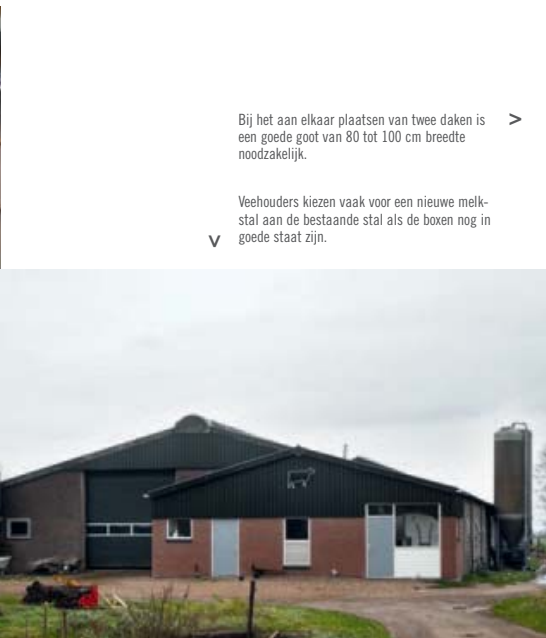 Bij het aan elkaar plaatsen van twee daken is >
een goede goot van 80 tot 100 cm breedte
noodzakelijk.
Veehouders kiezen vaak voor een nieuwe melk-
stal aan de bestaande stal als de boxen nog in
v goede staat zijn.